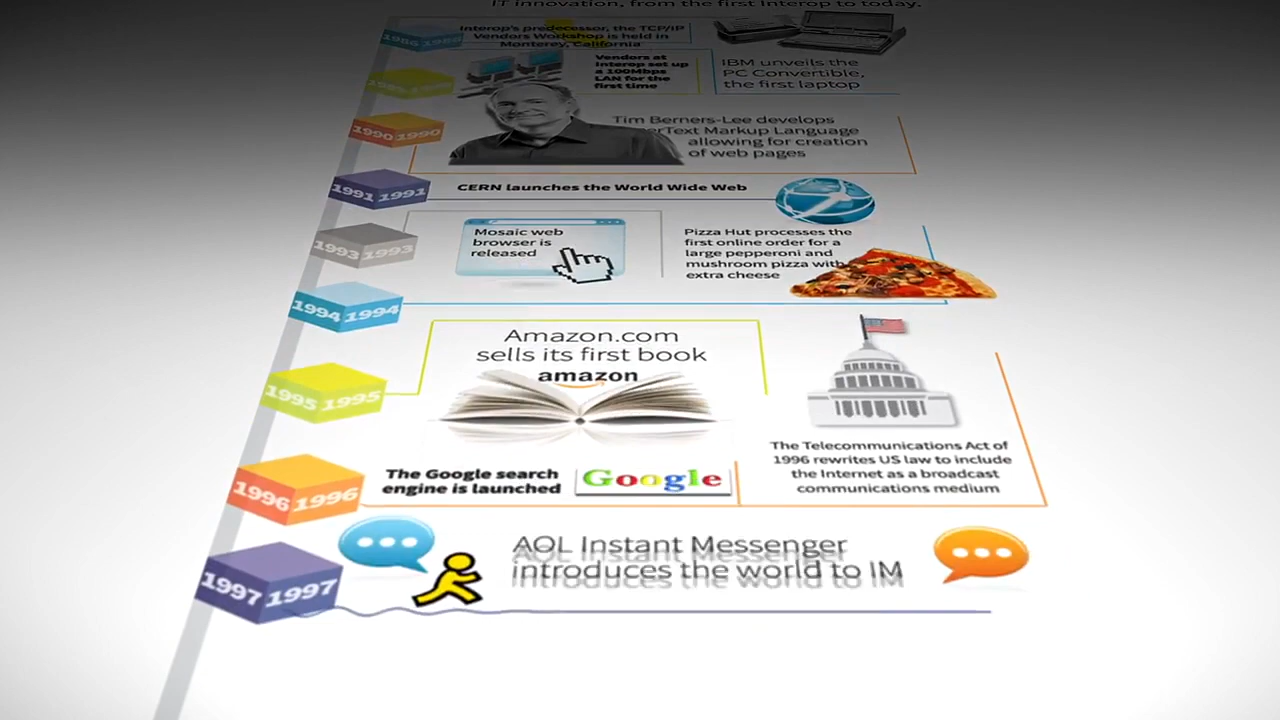 IT innovation, from the first Interop to today.
1986 1986
Interop's predecessor, the TCP/IP
Vendors Workshop is held in
Monterey, California
Vendors at
Interop set up
a 100Mbps
LAN for the
first time
IBM unveils the
PC Convertible,
the first laptop
1990 1990
Tim Berners-Lee develops
erText Markup Language
allowing for creation
of web pages
1991 1991
CERN launches the World Wide Web
1993 1993
Mosaic web
browser is
released
Pizza Hut processes the
first online order for a
large pepperoni and
mushroom pizza with
extra cheese
1994 1994
Amazon.com
sells its first book
amazon
1995 1995
The Telecommunications Act of
1996 rewrites US law to include
the Internet as a broadcast
communications medium
The Google search
engine is launched
Google
1996 1996
AOL Instant Messenger
introduces the world to IM
1997 1997